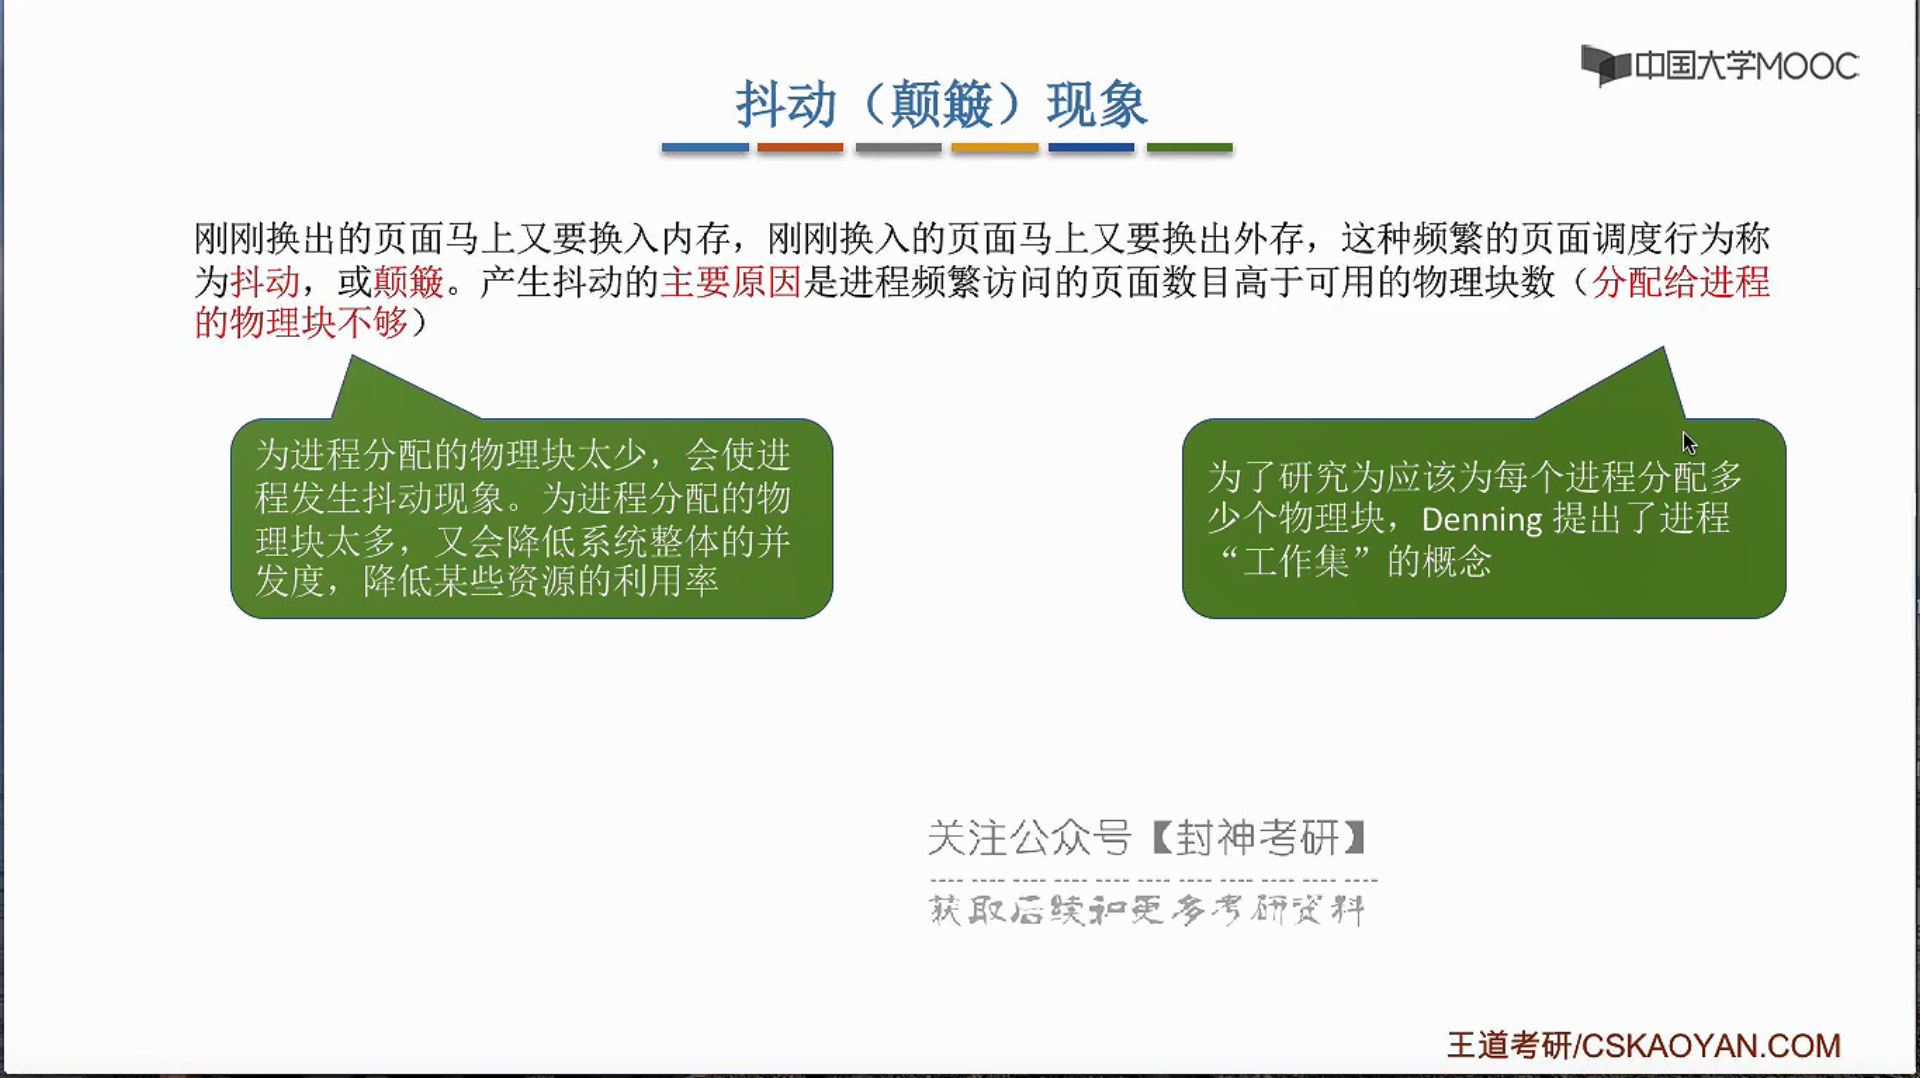 中国大学MOOC
抖动（颠簸）现象
刚刚换出的页面马上又要换入内存，刚刚换入的页面马上又要换出外存，这种频繁的页面调度行为称
为抖动，或颠簸。产生抖动的主要原因是进程频繁访问的页面数目高于可用的物理块数（分配给进程
的物理块不够）
为进程分配的物理块太少，会使进
程发生抖动现象。为进程分配的物
理块太多，又会降低系统整体的并
发度，降低某些资源的利用率
为了研究为应该为每个进程分配多
少个物理块，Denning 提出了进程
“工作集”的概念
关注公众号【封神考研】
获取后续和更多考研资料
王道考研/CSKAOYAN.COM